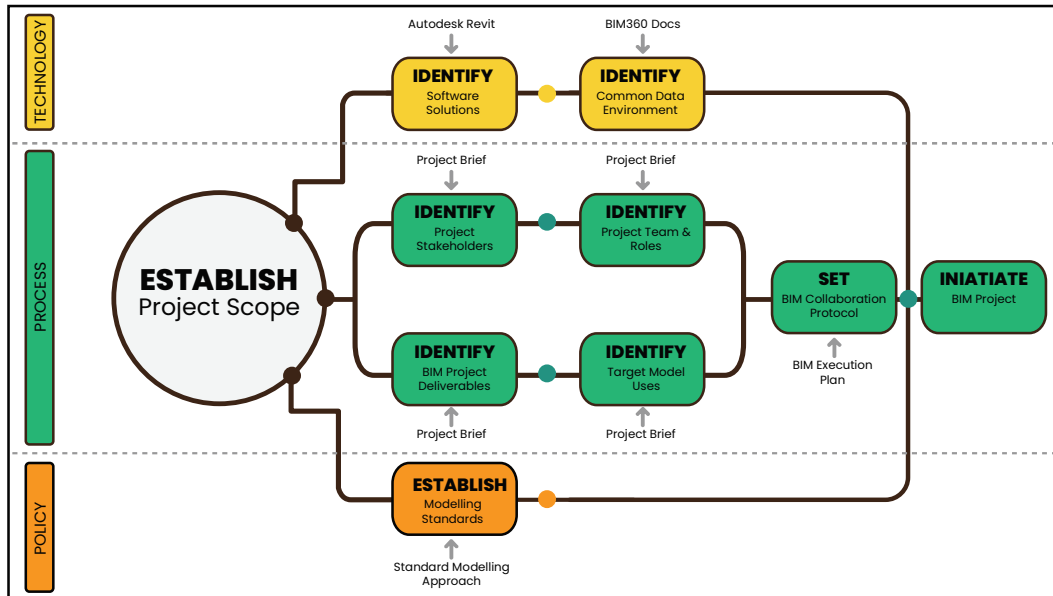 TECHNOLOGY
Autodesk Revit
BIM360 Docs
IDENTIFY
Software
Solutions
IDENTIFY
Common Data
Environment
PROCESS
Project Brief
Project Brief
IDENTIFY
Project
Stakeholders
IDENTIFY
Project Team &
Roles
ESTABLISH
Project Scope
SET
BIM Collaboration
Protocol
INIATIATE
BIM Project
IDENTIFY
BIM Project
Deliverables
IDENTIFY
Target Model
Uses
BIM Execution
Plan
Project Brief
Project Brief
POLICY
ESTABLISH
Modelling
Standards
Standard Modelling
Approach